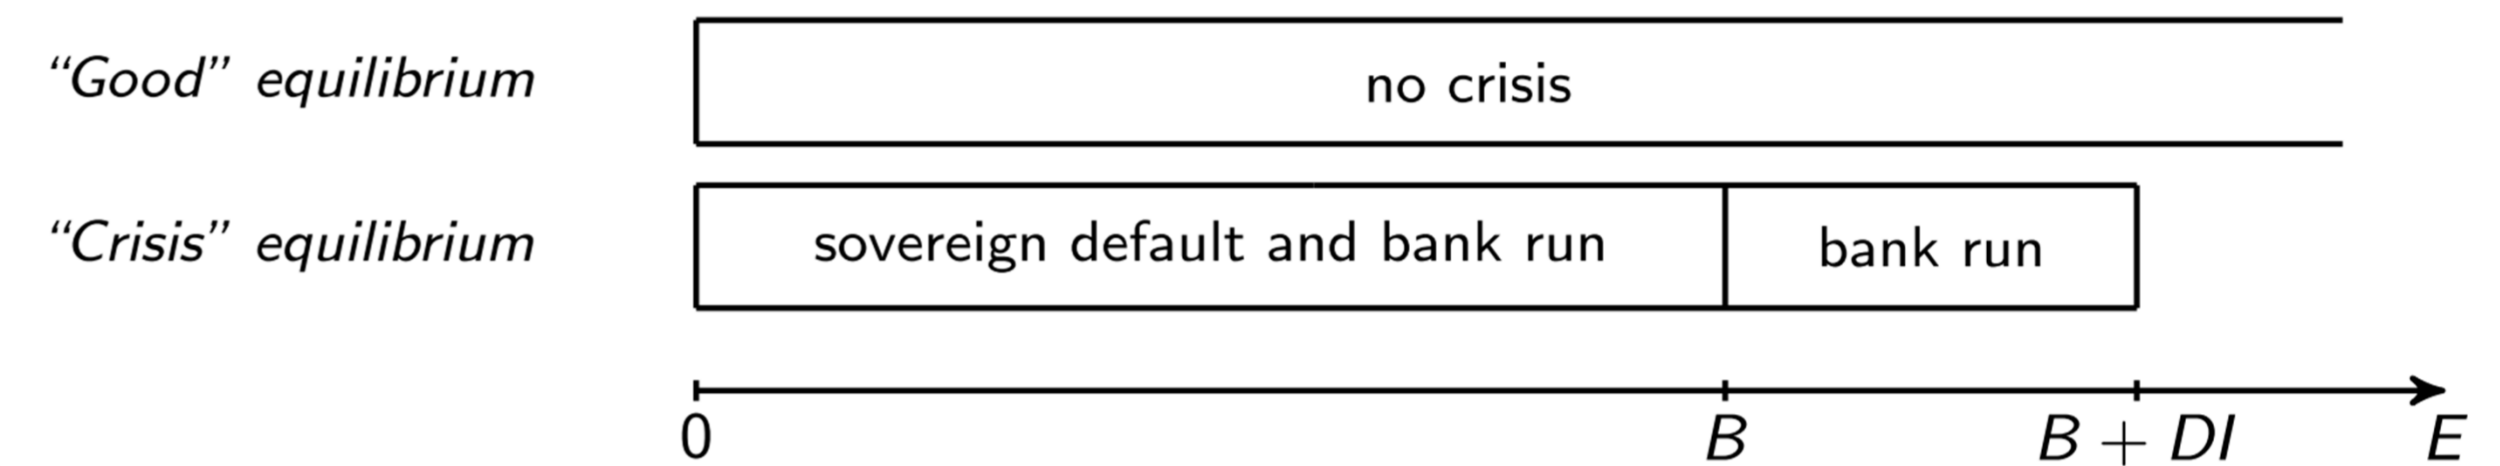 “Good” equilibrium no crisis
“Crisis” equilibrium sovereign default and bank run bank run
0 B B + DI E